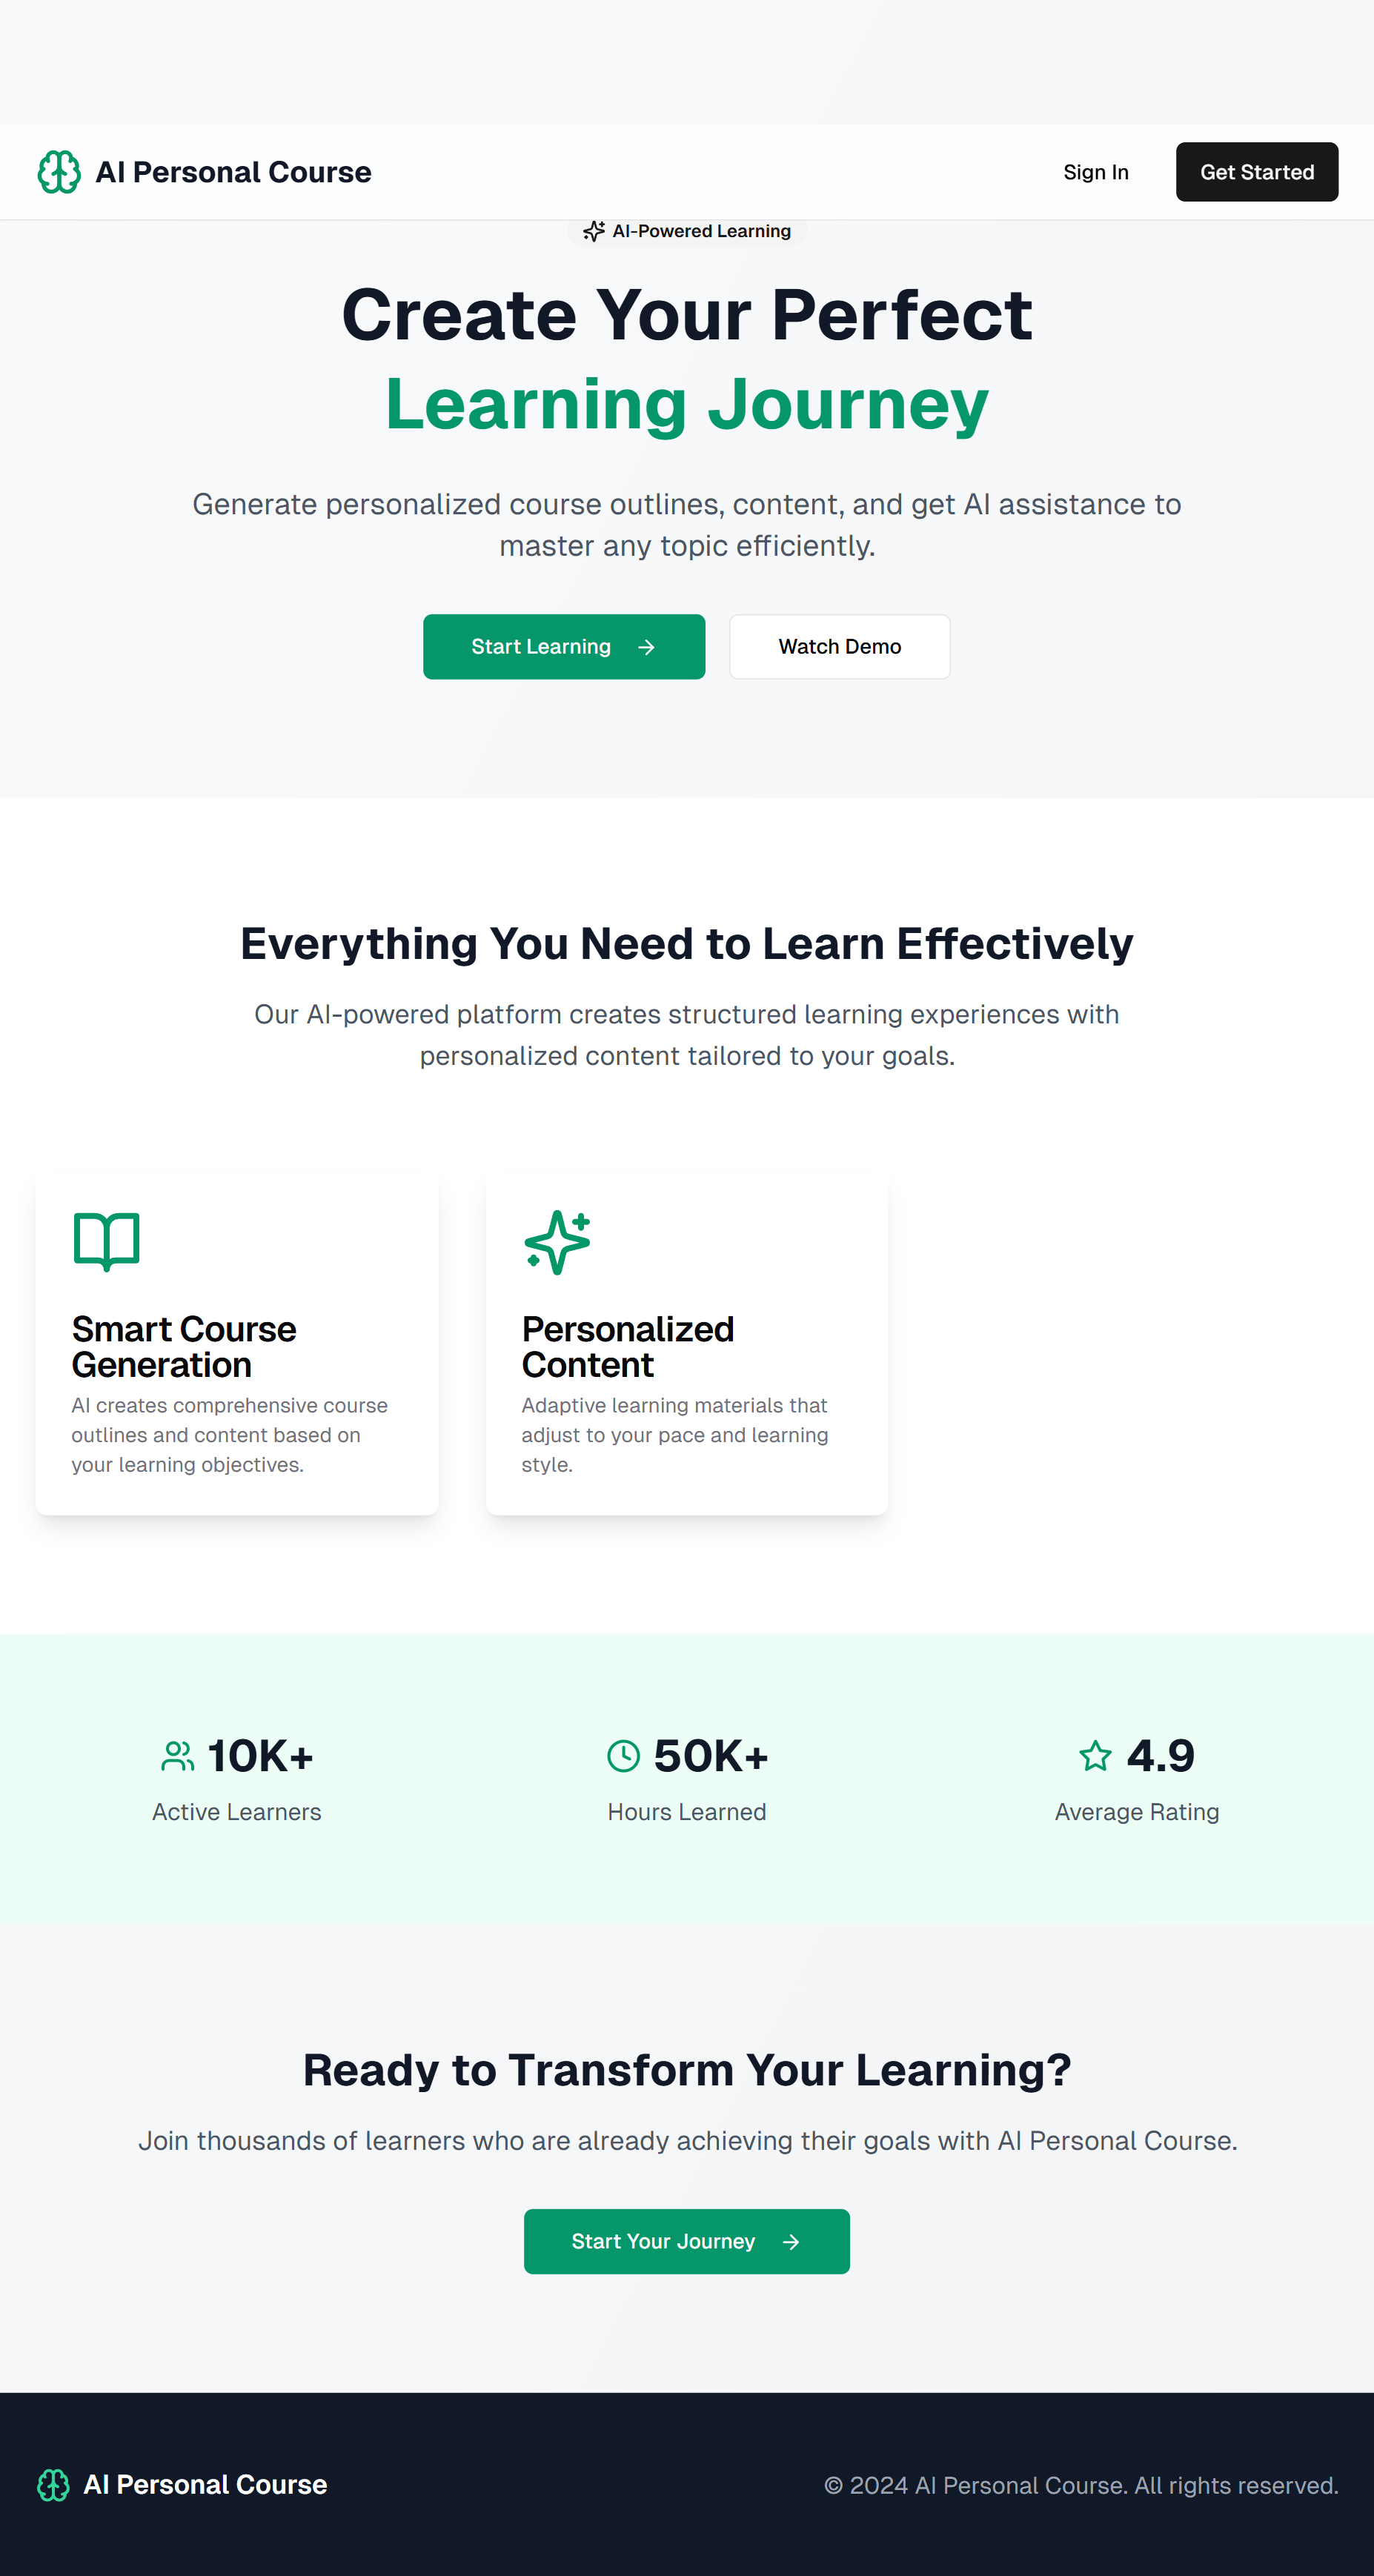 AI Personal Course
Sign In
Get Started
AI-Powered Learning
Create Your Perfect
Learning Journey
Generate personalized course outlines, content, and get AI assistance to
master any topic efficiently.
Start Learning
Watch Demo
Everything You Need to Learn Effectively
Our AI-powered platform creates structured learning experiences with
personalized content tailored to your goals.
Smart Course
Generation
AI creates comprehensive course
outlines and content based on
your learning objectives.
Personalized
Content
Adaptive learning materials that
adjust to your pace and learning
style.
10K+
Active Learners
50K+
Hours Learned
4.9
Average Rating
Ready to Transform Your Learning?
Join thousands of learners who are already achieving their goals with AI Personal Course.
Start Your Journey
AI Personal Course
© 2024 AI Personal Course. All rights reserved.